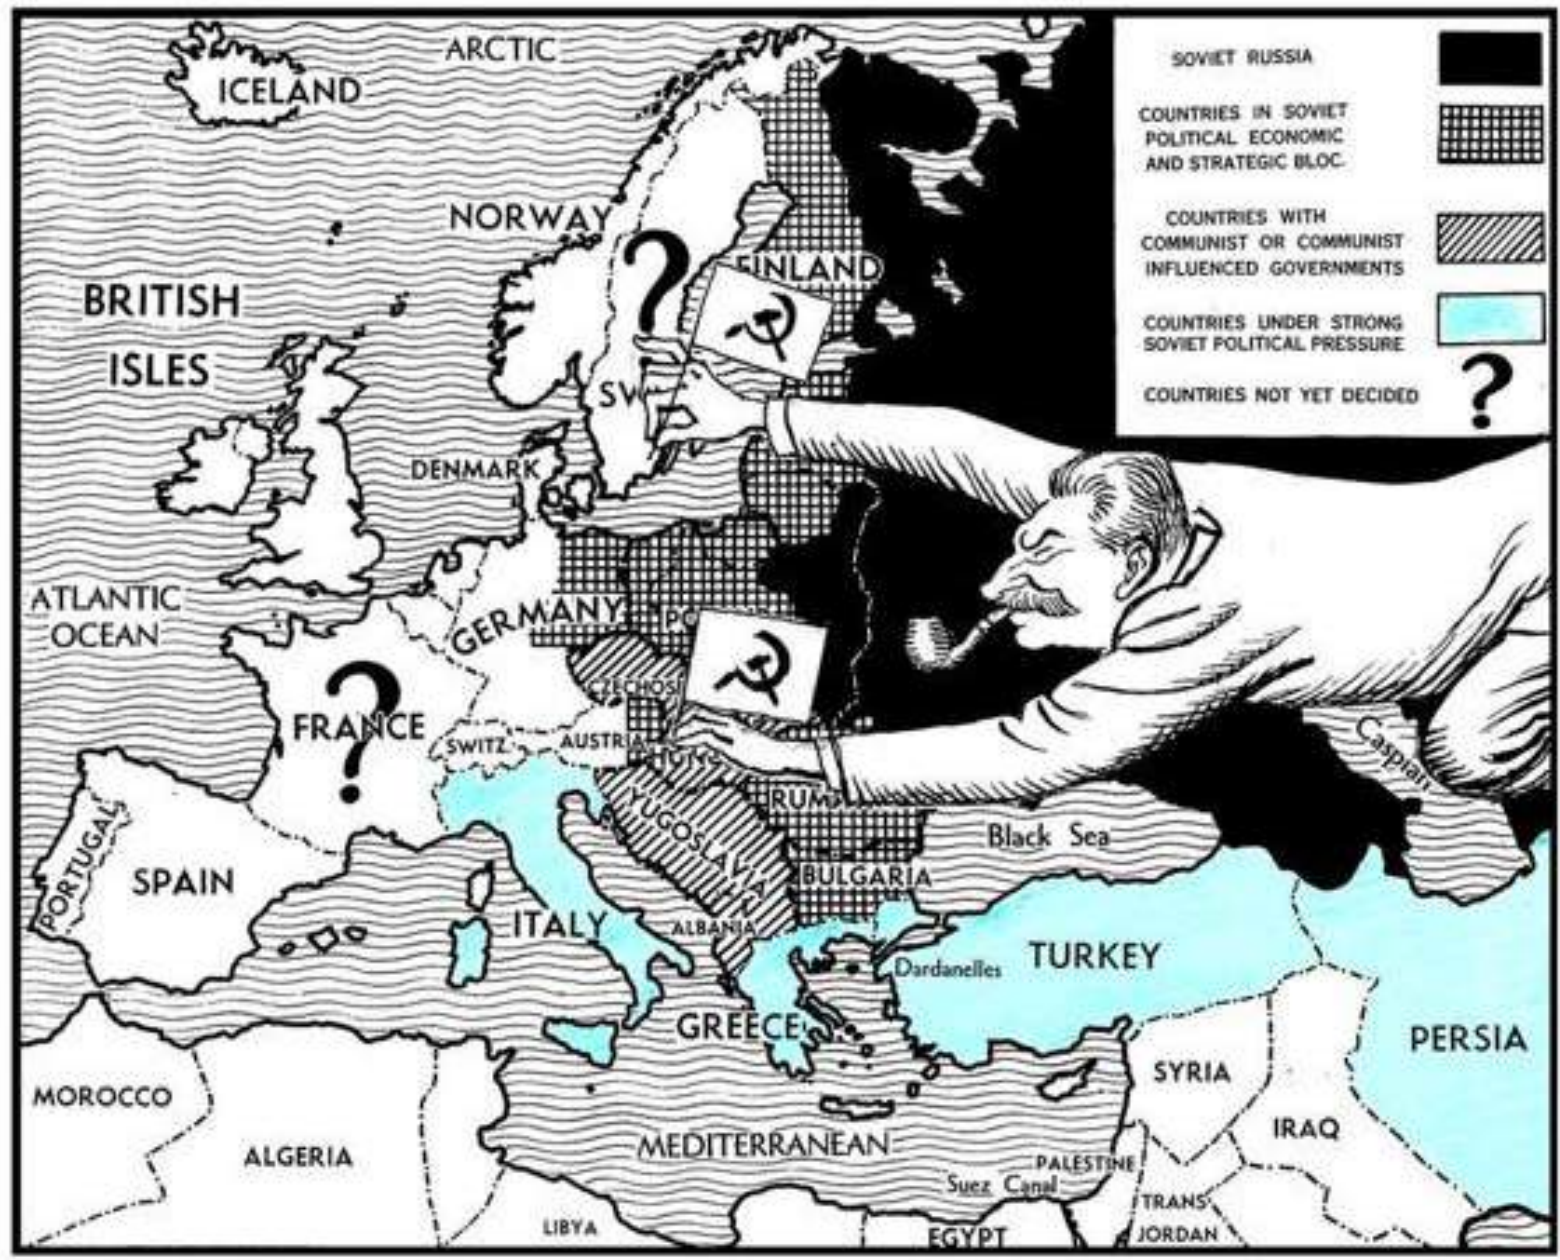 ARCTIC
ICELAND
NORWAY
FINLAND
BRITISH
ISLES
?
SW
DENMARK
ATLANTIC
OCEAN
GERMANY
PO
CZECHOS
?
FRANCE
SWITZ.
AUSTRIA
YUGOSLAVIA
RUM
Black Sea
Caspian
PORTUGAL
SPAIN
BULGARIA
ITALY
ALBANIA
Dardanelles
TURKEY
GREECE
PERSIA
MOROCCO
SYRIA
ALGERIA
IRAQ
MEDITERRANEAN
PALESTINE
Suez Canal
TRANS
JORDAN
LIBYA
EGYPT
SOVIET RUSSIA
COUNTRIES IN SOVIET
POLITICAL ECONOMIC
AND STRATEGIC BLOC.
COUNTRIES WITH
COMMUNIST OR COMMUNIST
INFLUENCED GOVERNMENTS
COUNTRIES UNDER STRONG
SOVIET POLITICAL PRESSURE
COUNTRIES NOT YET DECIDED
?